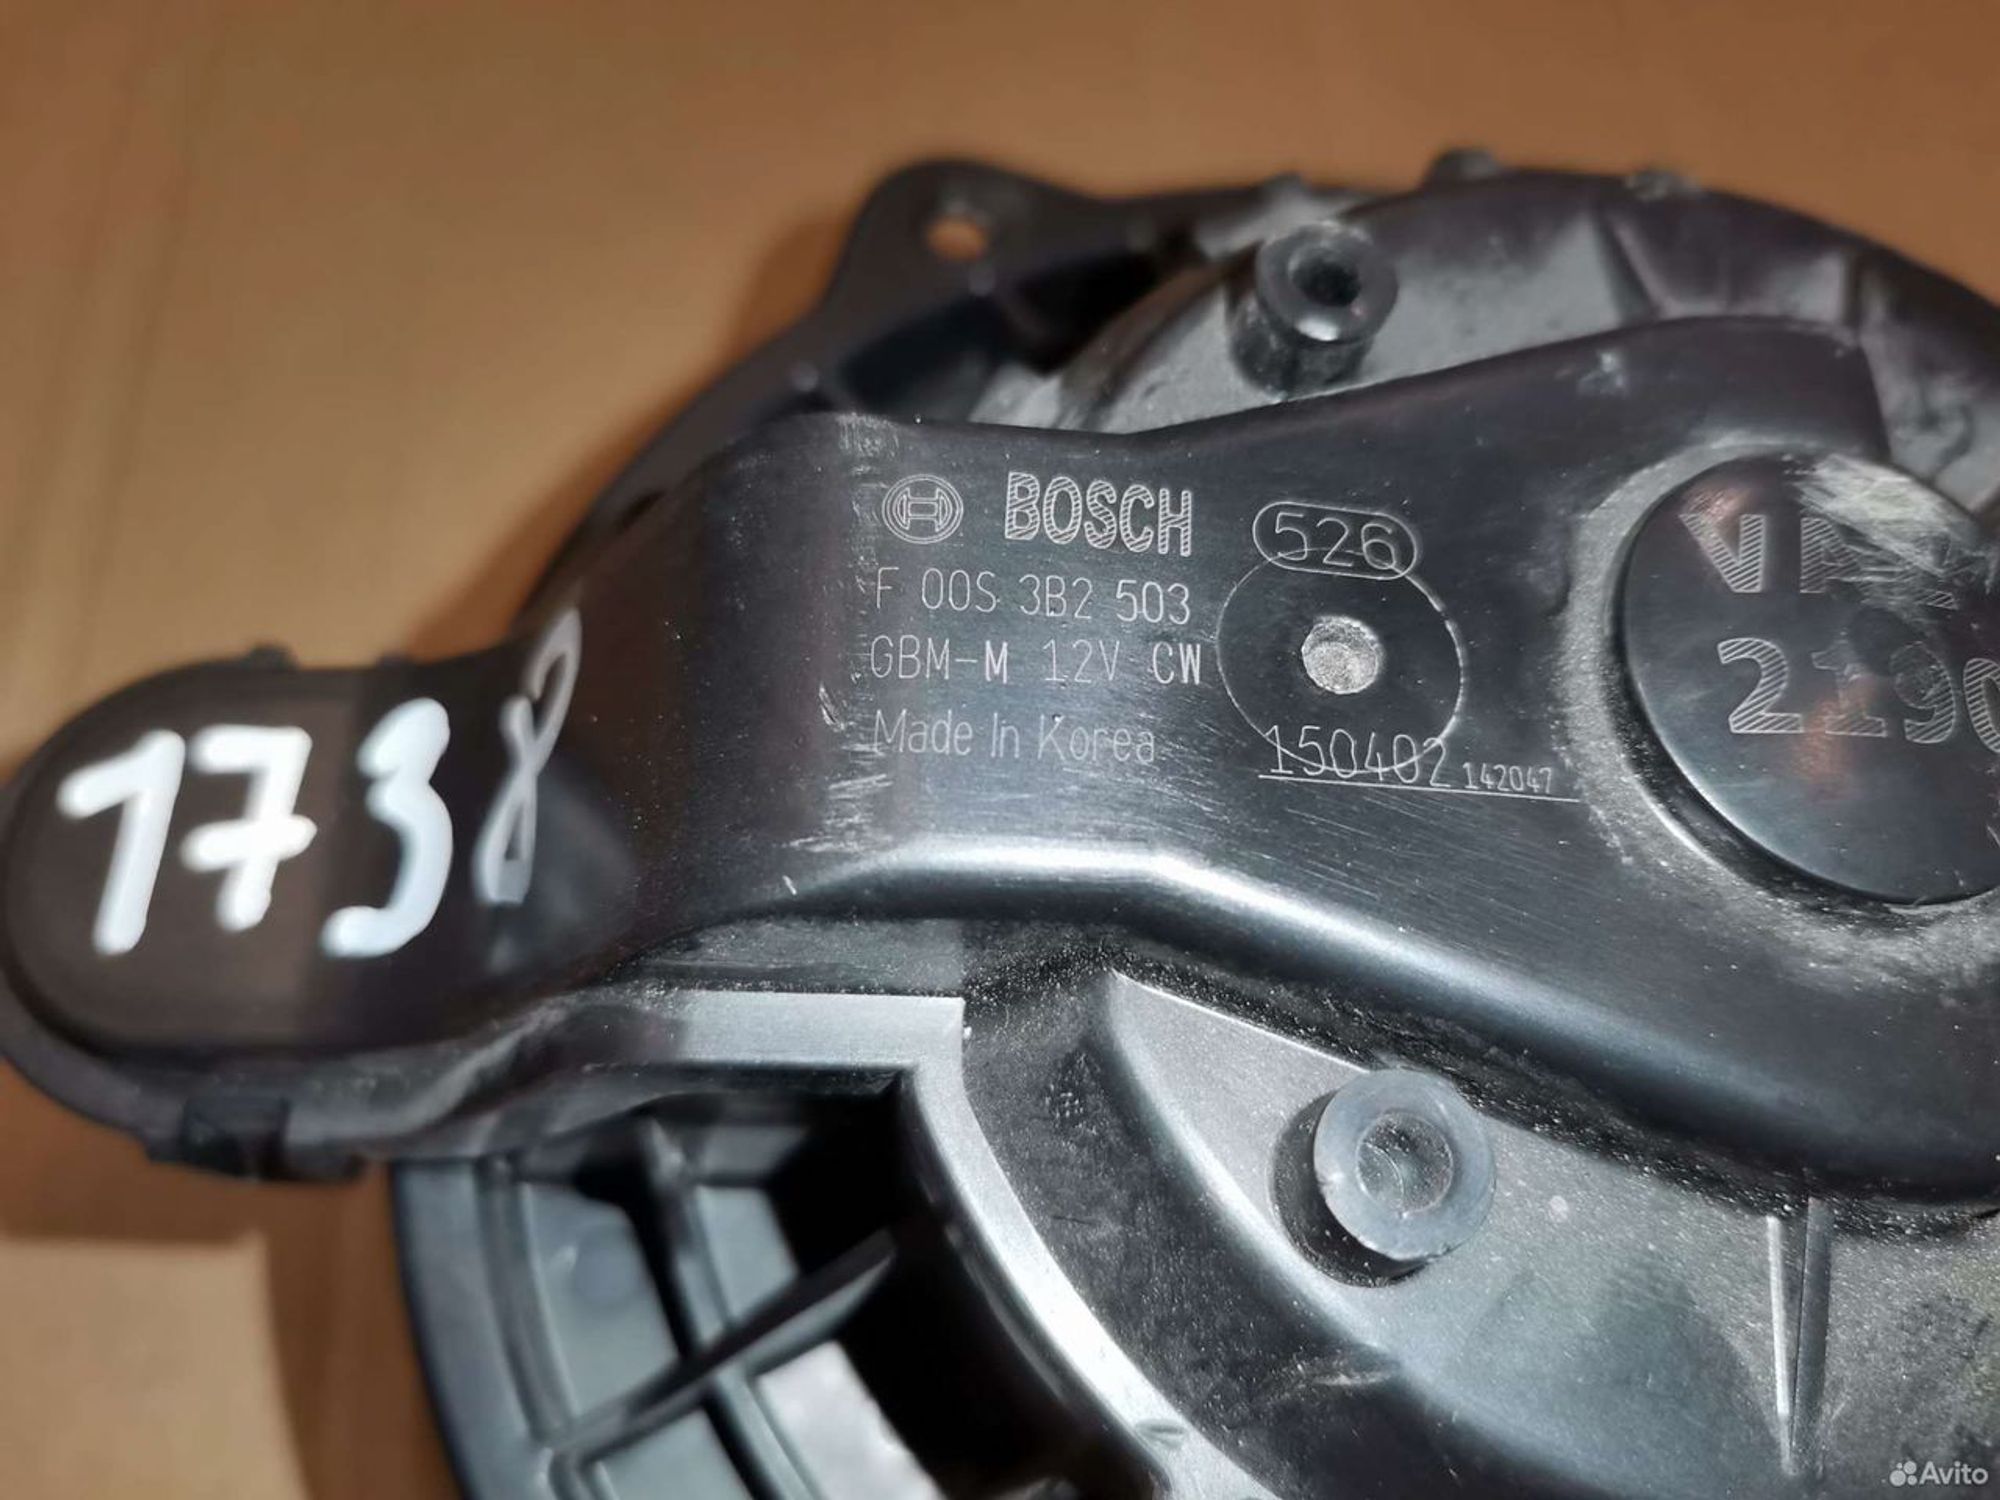 BOSCH
526
F 00S 3B2 503
GBM-M 12V CW
Made In Korea
150402 142047
2190
1738
Avito